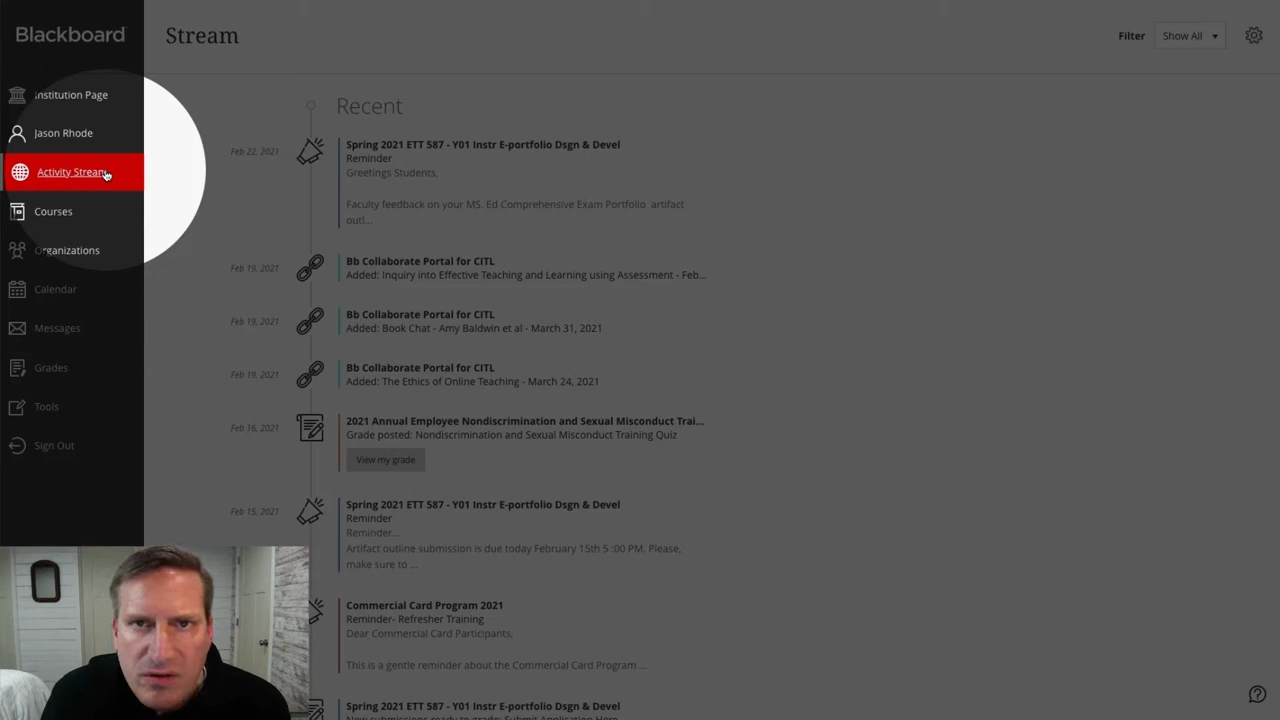 Blackboard
Institution Page
Jason Rhode
Activity Stream
Courses
Organizations
Calendar
Messages
Grades
Tools
Sign Out
Stream
Filter
Show All
Recent
Feb 22, 2021
Spring 2021 ETT 587 - Y01 Instr E-portfolio Dsgn & Devel
Reminder
Greetings Students,
Faculty feedback on your MS. Ed Comprehensive Exam Portfolio artifact
outl...
Feb 19, 2021
Bb Collaborate Portal for CITL
Added: Inquiry into Effective Teaching and Learning using Assessment - Feb...
Feb 19, 2021
Bb Collaborate Portal for CITL
Added: Book Chat - Amy Baldwin et al - March 31, 2021
Feb 19, 2021
Bb Collaborate Portal for CITL
Added: The Ethics of Online Teaching - March 24, 2021
Feb 16, 2021
2021 Annual Employee Nondiscrimination and Sexual Misconduct Trai...
Grade posted: Nondiscrimination and Sexual Misconduct Training Quiz
View my grade
Feb 15, 2021
Spring 2021 ETT 587 - Y01 Instr E-portfolio Dsgn & Devel
Reminder
Reminder...
Artifact outline submission is due today February 15th 5 :00 PM. Please,
make sure to ...
Commercial Card Program 2021
Reminder- Refresher Training
Dear Commercial Card Participants,
This is a gentle reminder about the Commercial Card Program ...
Spring 2021 ETT 587 - Y01 Instr E-portfolio Dsgn & Devel
New submissions ready to grade: Submit Application Here